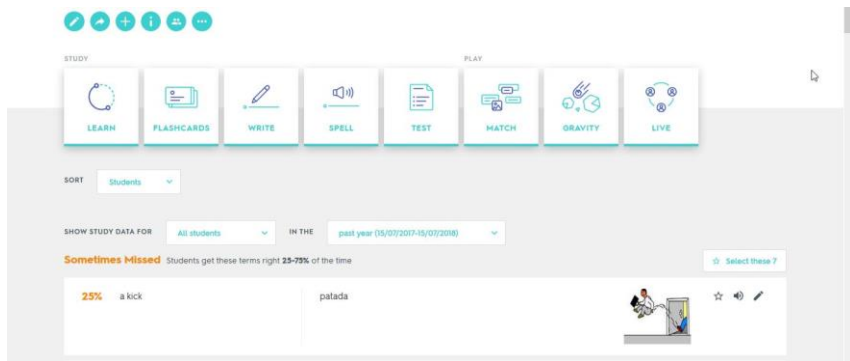 STUDY PLAY
LEARN FLASHCARDS WRITE SPELL TEST MATCH GRAVITY LIVE
SORT Students
SHOW STUDY DATA FOR All students IN THE past year (15/07/2017-15/07/2018)
Sometimes Missed Students get these terms right 25-75% of the time Select these 7
25% a kick patada